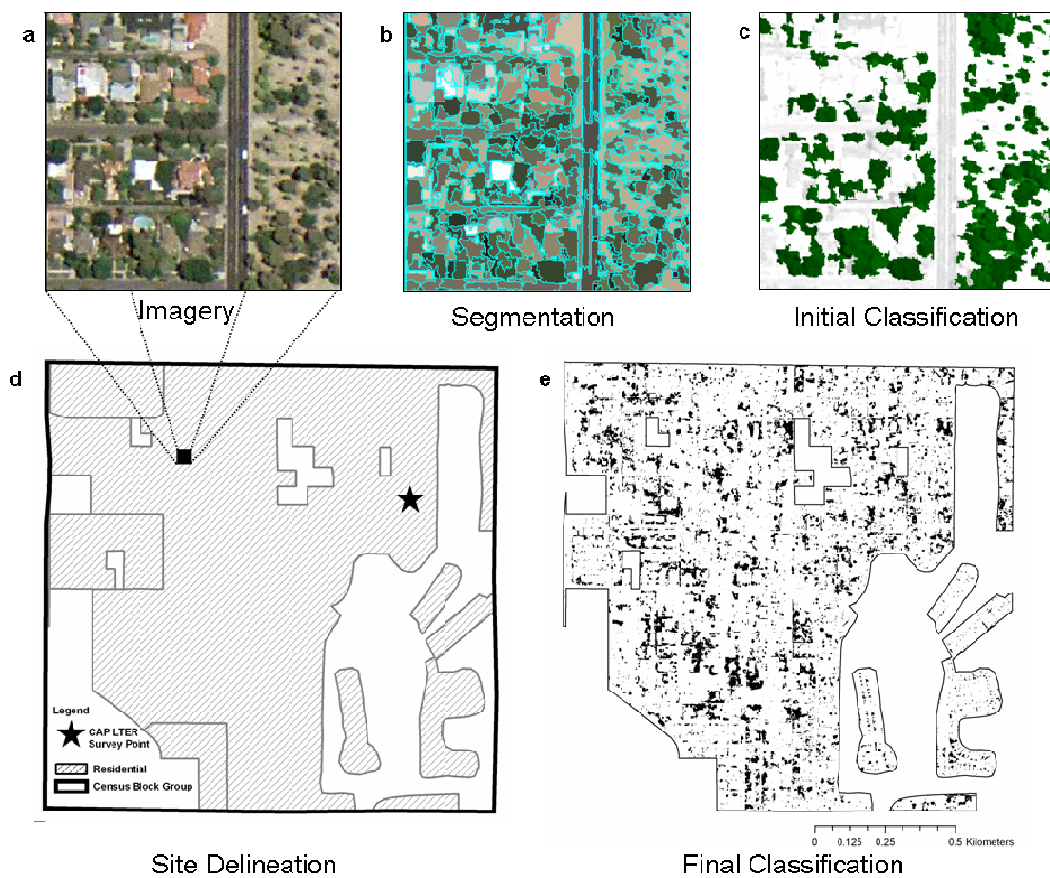 a
b
c
Imagery
Segmentation
Initial Classification
d
e
Legend
CAP LTER
Survey Point
Residential
Census Block Group
0 0.125 0.25 0.5 Kilometers
Site Delineation
Final Classification